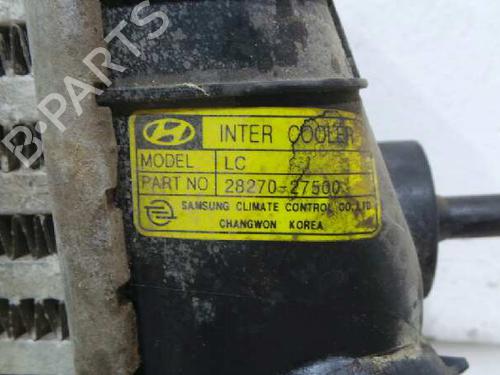 B-PARTS
INTER COOLER
MODEL LC
PART NO 28270-27500
SAMSUNG CLIMATE CONTROL CO.,LTD
CHANGWON KOREA